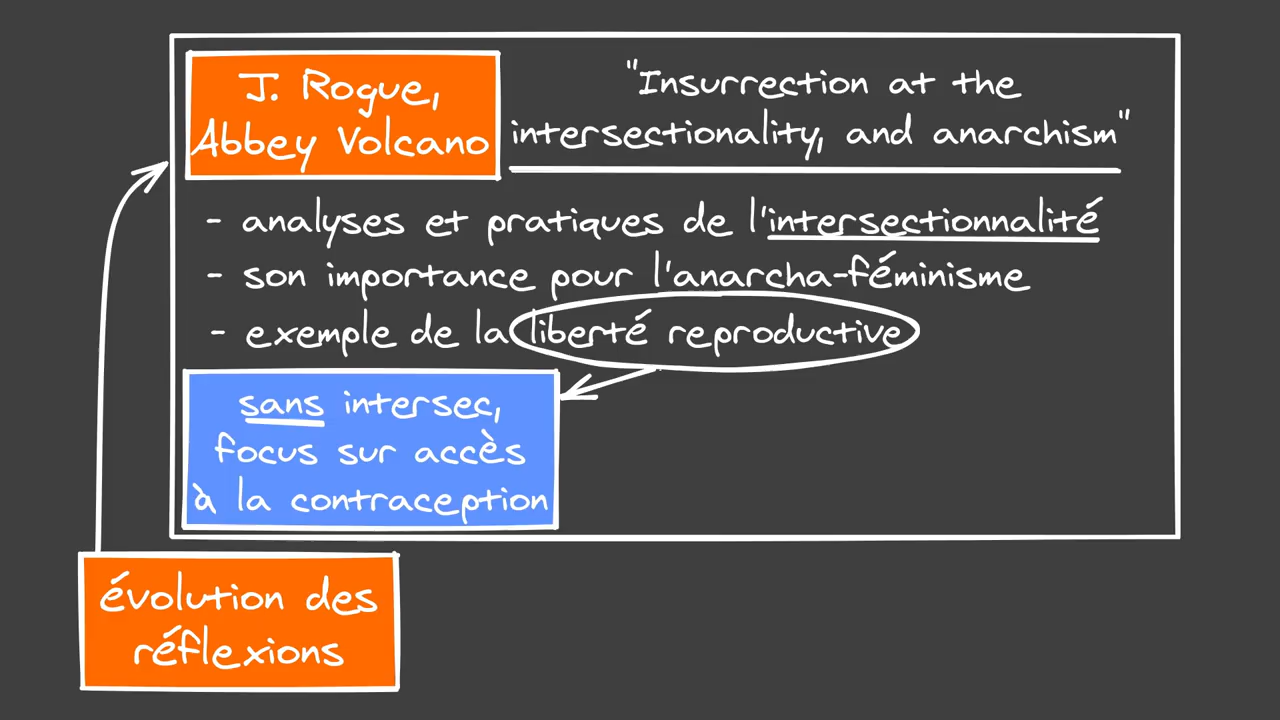 J. Rogue,
Abbey Volcano
"Insurrection at the
intersectionality, and anarchism"
- analyses et pratiques de l'intersectionnalité
- son importance pour l'anarcha-féminisme
- exemple de la liberté reproductive
sans intersec,
focus sur accès
à la contraception
évolution des
réflexions